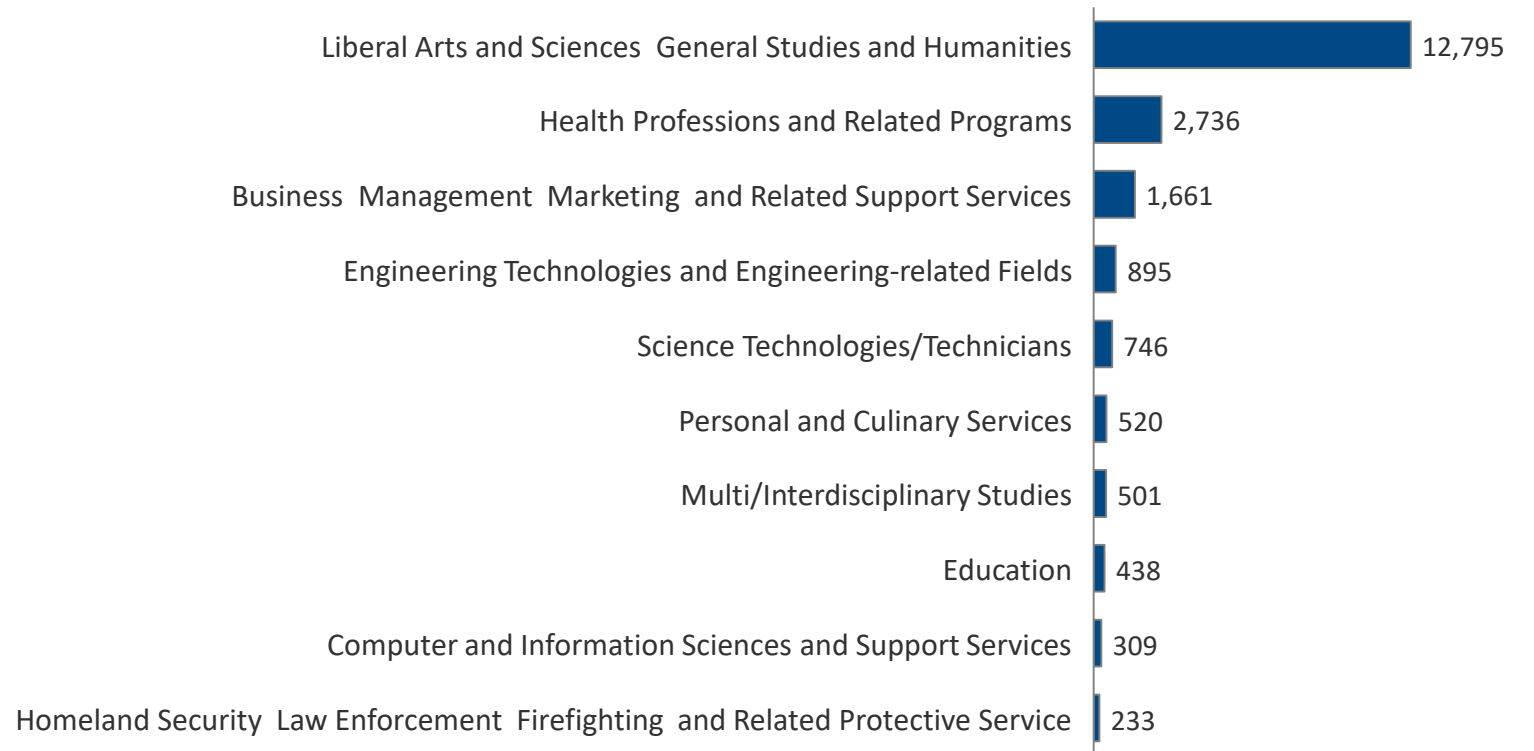 Liberal Arts and Sciences  General Studies and Humanities 12,795
Health Professions and Related Programs 2,736
Business  Management  Marketing  and Related Support Services 1,661
Engineering Technologies and Engineering-related Fields 895
Science Technologies/Technicians 746
Personal and Culinary Services 520
Multi/Interdisciplinary Studies 501
Education 438
Computer and Information Sciences and Support Services 309
Homeland Security  Law Enforcement  Firefighting  and Related Protective Service 233